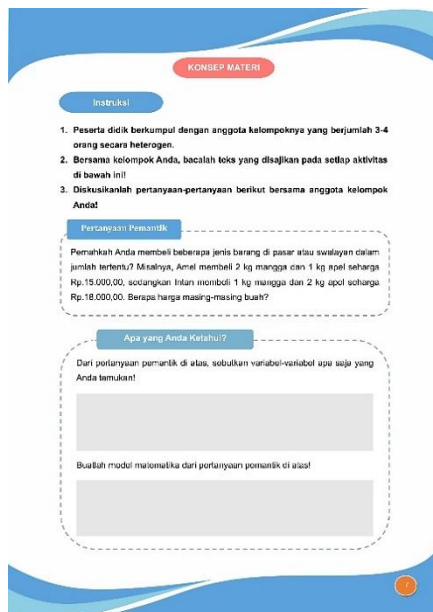 KONSEP MATERI
Instruksi
1. Peserta didik berkumpul dengan anggota kelompoknya yang berjumlah 3-4
orang secara heterogen.
2. Bersama kelompok Anda, bacalah teks yang disajikan pada setiap aktivitas
di bawah ini!
3. Diskusikanlah pertanyaan-pertanyaan berikut bersama anggota kelompok
Anda!
Pertanyaan Pemantik
Pernahkah Anda membeli beberapa jenis barang di pasar atau swalayan dalam
jumlah tertentu? Misalnya, Amel membeli 2 kg mangga dan 1 kg apel seharga
Rp.15.000,00, sedangkan Intan membeli 1 kg mangga dan 2 kg apel seharga
Rp.18.000,00. Berapa harga masing-masing buah?
Apa yang Anda Ketahui?
Dari pertanyaan pemantik di atas, sebutkan variabel-variabel apa saja yang
Anda temukan!
Buatlah model matematika dari pertanyaan pemantik di atas!